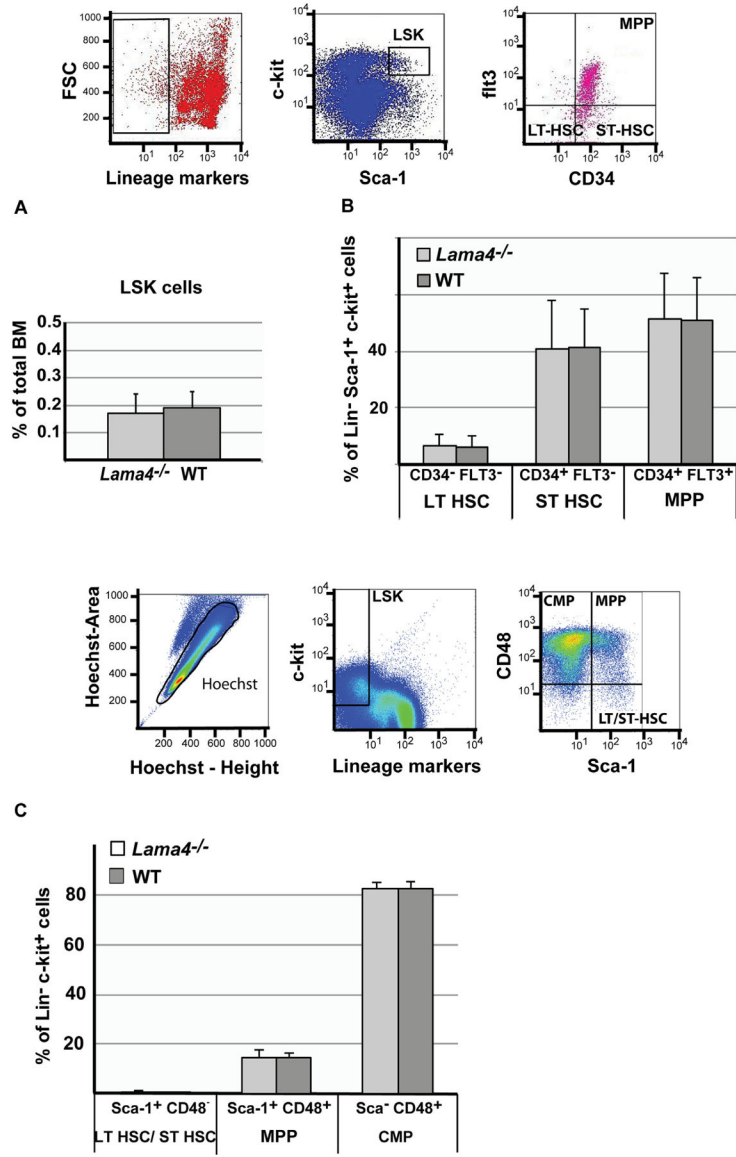 1000
800
600
400
200
FSC
10¹ 10² 10³ 10⁴
Lineage markers
10⁴
10³
10²
10¹
c-kit
LSK
10¹ 10² 10³ 10⁴
Sca-1
10⁴
10³
10²
10¹
flt3
MPP
LT-HSC ST-HSC
10¹ 10² 10³ 10⁴
CD34
A
LSK cells
% of total BM
0.5
0.4
0.3
0.2
0.1
Lama4-/- WT
B
% of Lin- Sca-1+ c-kit+ cells
Lama4-/-
WT
40
20
CD34- FLT3- CD34+ FLT3- CD34+ FLT3+
LT HSC ST HSC MPP
1000
800
600
400
200
Hoechst-Area
Hoechst
200 400 600 800 1000
Hoechst - Height
10⁴
10³
10²
10¹
c-kit
LSK
10¹ 10² 10³ 10⁴
Lineage markers
10⁴
10³
10²
10¹
CD48
CMP MPP
LT/ST-HSC
10¹ 10² 10³ 10⁴
Sca-1
C
% of Lin- c-kit+ cells
Lama4-/-
WT
80
60
40
20
Sca-1+ CD48- Sca-1+ CD48+ Sca- CD48+
LT HSC/ ST HSC MPP CMP